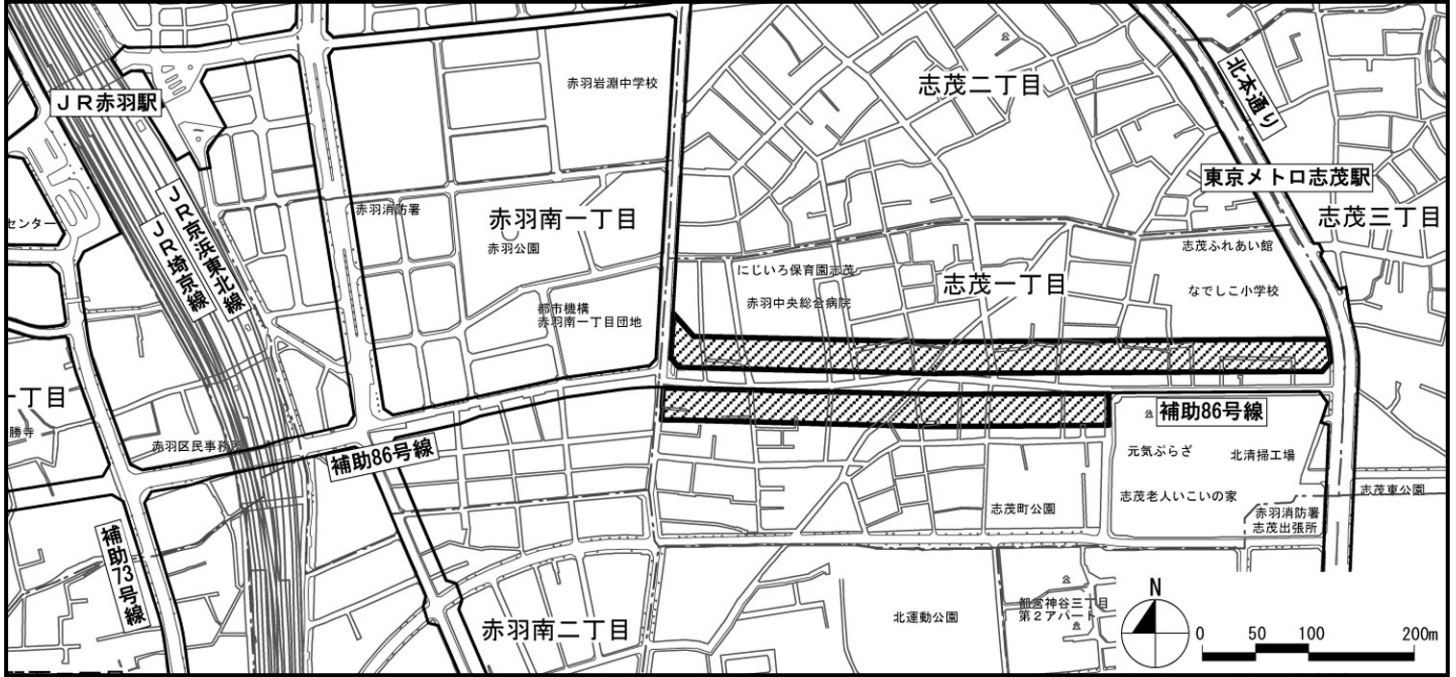 ＪＲ赤羽駅
赤羽岩淵中学校
志茂二丁目
北本通り
東京メトロ志茂駅
志茂三丁目
センター
ＪＲ京浜東北線
ＪＲ埼京線
赤羽消防署
赤羽南一丁目
赤羽公園
志茂ふれあい館
にじいろ保育園志茂
志茂一丁目
なでしこ小学校
赤羽中央総合病院
都市機構
赤羽南一丁目団地
一丁目
勝寺
赤羽区民事務所
補助86号線
補助86号線
元気ぷらざ
北清掃工場
志茂老人いこいの家
志茂東公園
志茂町公園
赤羽消防署
志茂出張所
補助73号線
赤羽南二丁目
北運動公園
都営神谷三丁目
第２アパート
N
0 50 100 200m